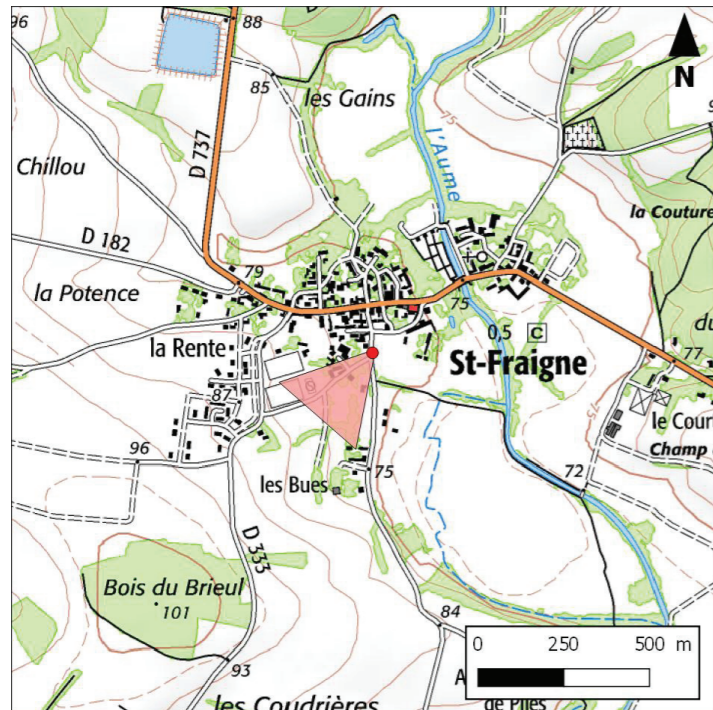 96
88
N
85
les Gains
75
l'Aume
D 737
Chillou
la Couture
D 182
79
la Potence
75
0.5
C
la Rente
St-Fraigne
77
87
le Cour
Champ
96
75
72
les Bues
D 333
Bois du Brieul
101
84
93
0 250 500 m
A
les Coudrières
de Piles